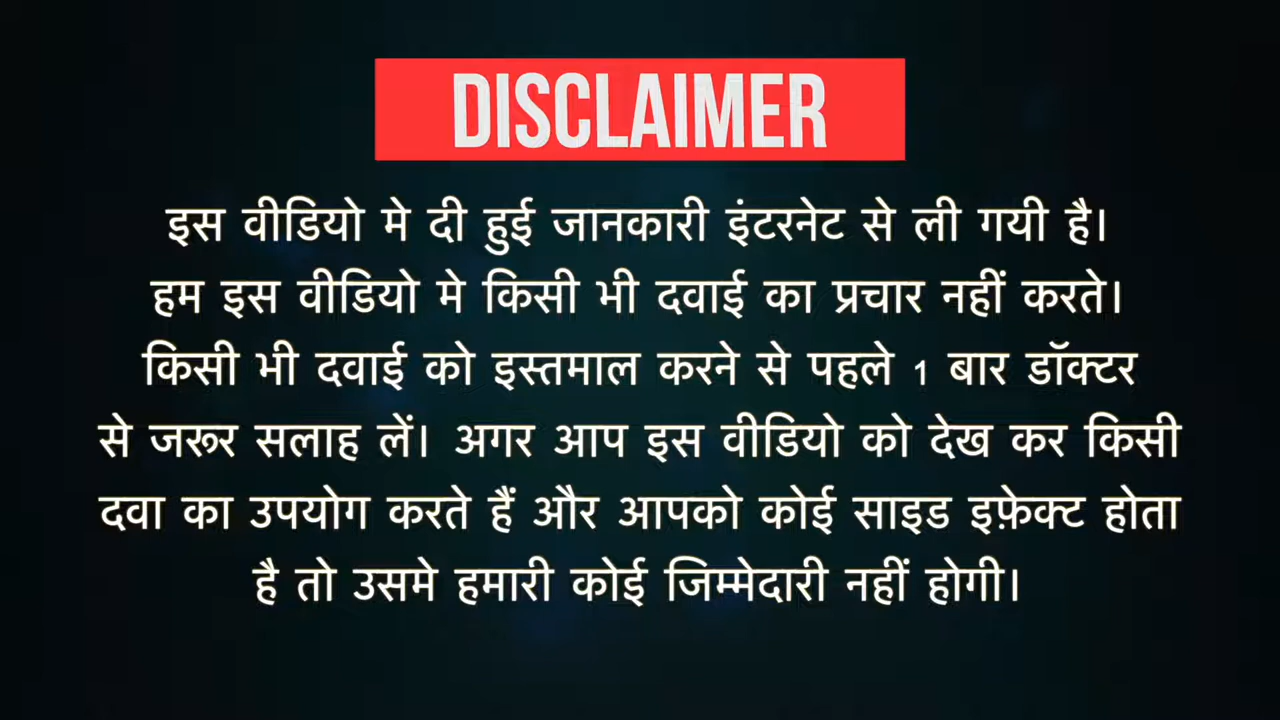 DISCLAIMER
इस वीडियो मे दी हुई जानकारी इंटरनेट से ली गयी है।
हम इस वीडियो मे किसी भी दवाई का प्रचार नहीं करते।
किसी भी दवाई को इस्तमाल करने से पहले 1 बार डॉक्टर
से जरूर सलाह लें। अगर आप इस वीडियो को देख कर किसी
दवा का उपयोग करते हैं और आपको कोई साइड इफ़ेक्ट होता
है तो उसमे हमारी कोई जिम्मेदारी नहीं होगी।